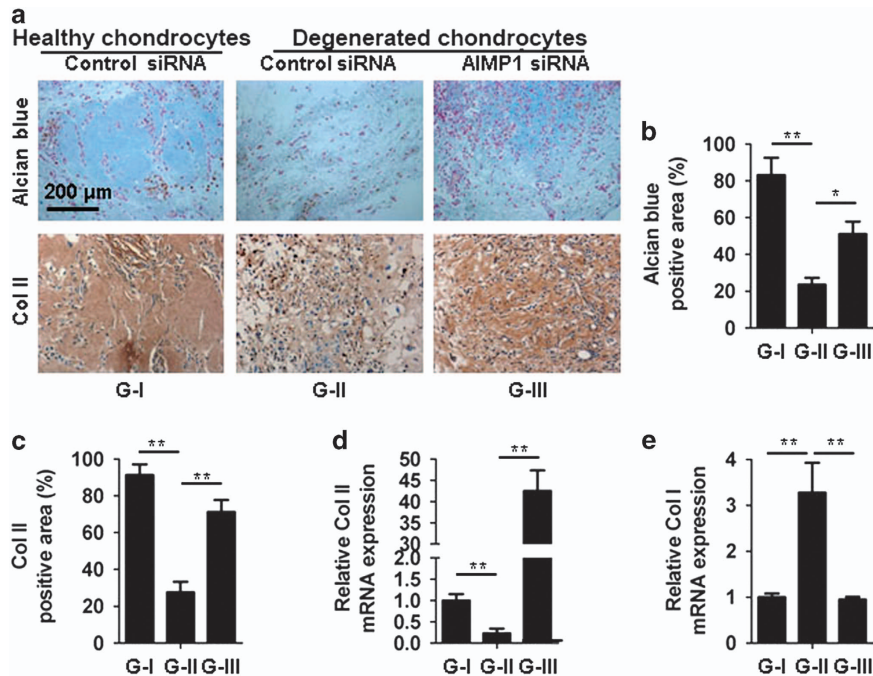 a
Healthy chondrocytes
Degenerated chondrocytes
Control siRNA
Control siRNA
AIMP1 siRNA
Alcian blue
200 µm
Col II
G-I
G-II
G-III
b
Alcian blue
positive area (%)
100
80
60
40
20
0
**
*
G-I G-II G-III
c
Col II
positive area (%)
100
80
60
40
20
0
**
**
G-I G-II G-III
d
Relative Col II
mRNA expression
50
45
40
35
30
2.0
1.5
1.0
0.5
0.0
**
**
G-I G-II G-III
e
Relative Col I
mRNA expression
4
3
2
1
0
**
**
G-I G-II G-III